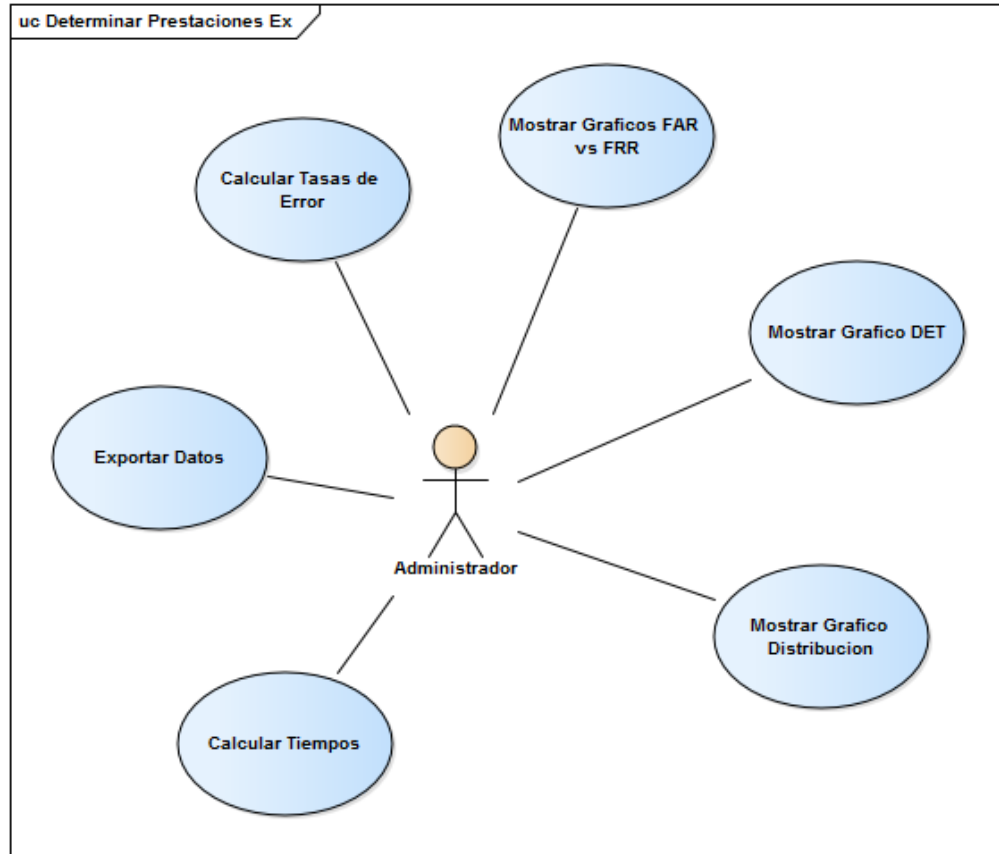 uc Determinar Prestaciones Ex
Mostrar Graficos FAR
vs FRR
Calcular Tasas de
Error
Mostrar Grafico DET
Exportar Datos
Administrador
Mostrar Grafico
Distribucion
Calcular Tiempos